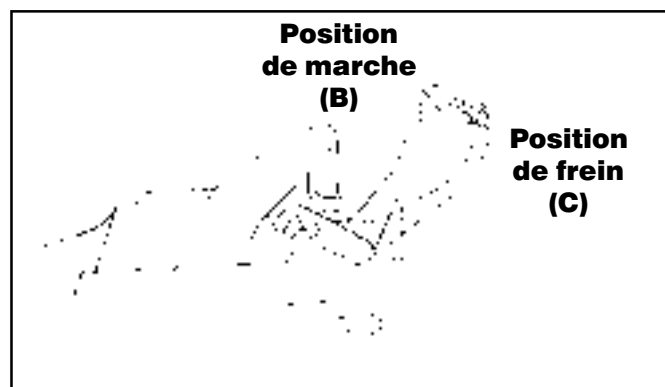 Position
de marche
(B)
Position
de frein
(C)